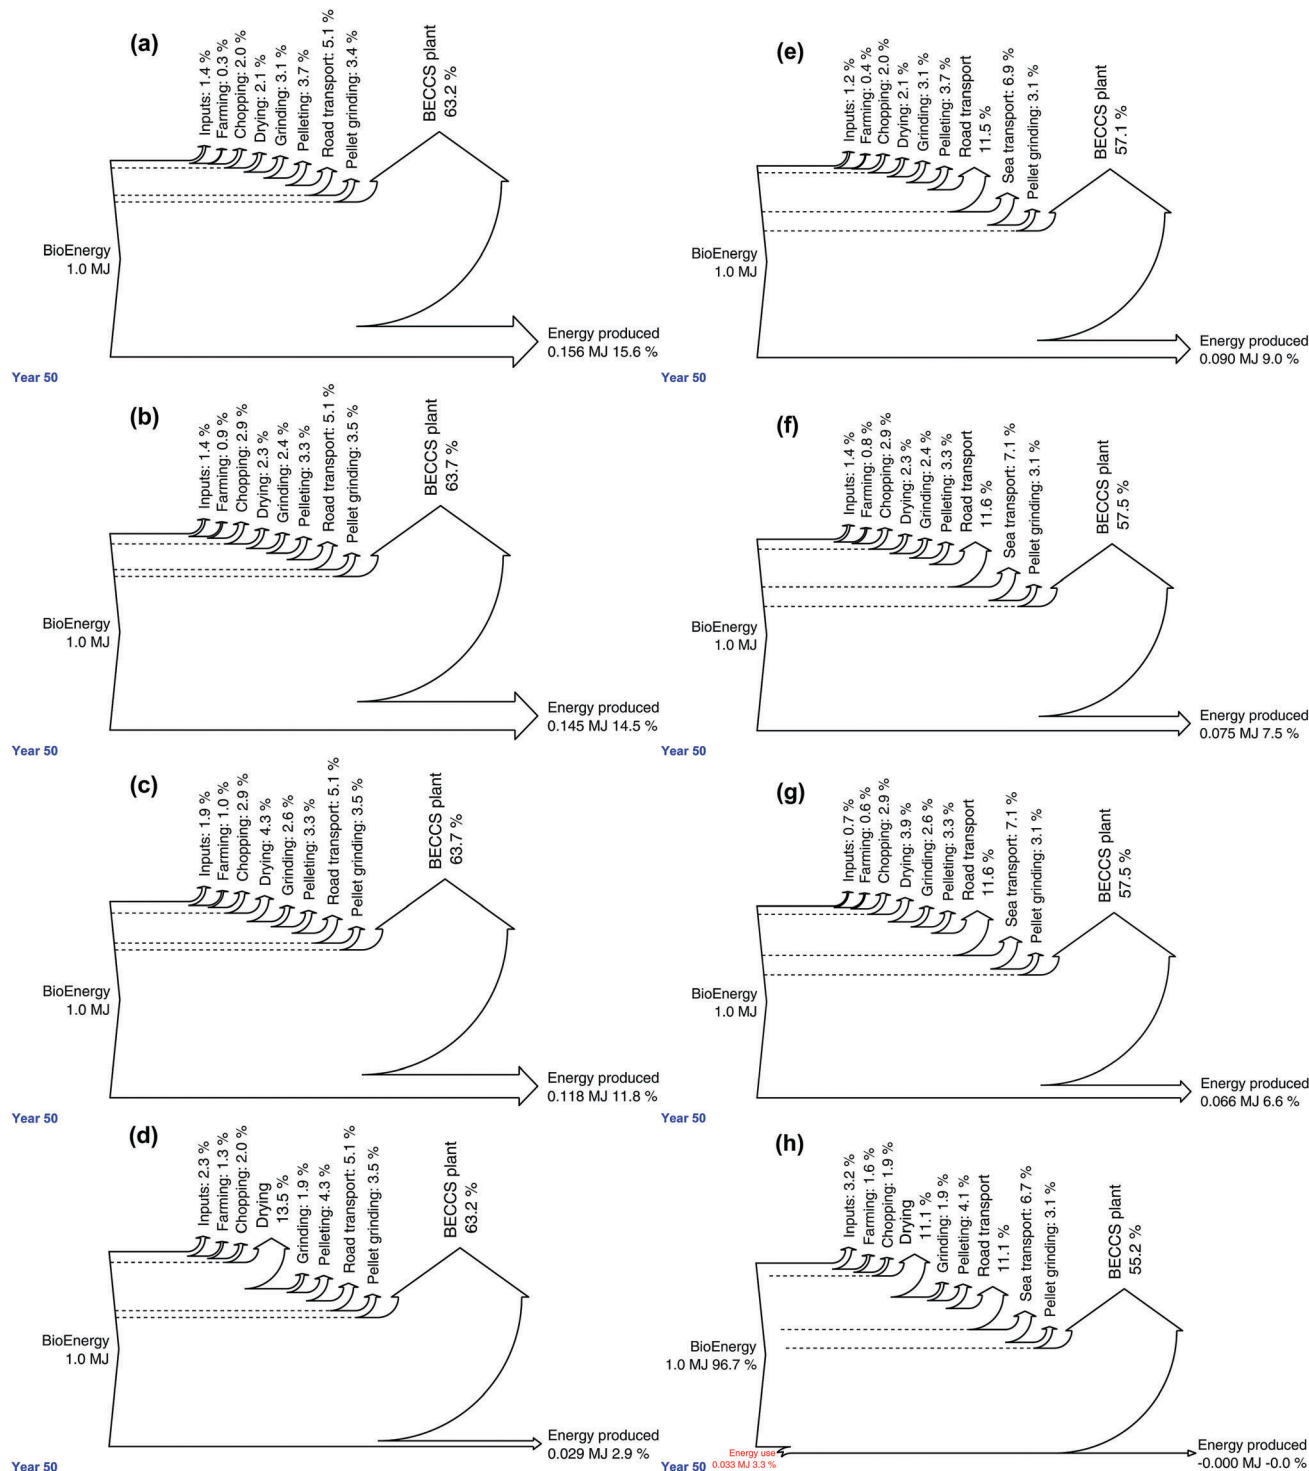 (a)
Inputs: 1.4 %
Farming: 0.3 %
Chopping: 2.0 %
Drying: 2.1 %
Grinding: 3.1 %
Pelleting: 3.7 %
Road transport: 5.1 %
Pellet grinding: 3.4 %
BECCS plant
63.2 %
BioEnergy
1.0 MJ
Energy produced
0.156 MJ 15.6 %
Year 50
(b)
Inputs: 1.4 %
Farming: 0.9 %
Chopping: 2.9 %
Drying: 2.3 %
Grinding: 2.4 %
Pelleting: 3.3 %
Road transport: 5.1 %
Pellet grinding: 3.5 %
BECCS plant
63.7 %
BioEnergy
1.0 MJ
Energy produced
0.145 MJ 14.5 %
Year 50
(c)
Inputs: 1.9 %
Farming: 1.0 %
Chopping: 2.9 %
Drying: 4.3 %
Grinding: 2.6 %
Pelleting: 3.3 %
Road transport: 5.1 %
Pellet grinding: 3.5 %
BECCS plant
63.7 %
BioEnergy
1.0 MJ
Energy produced
0.118 MJ 11.8 %
Year 50
(d)
Inputs: 2.3 %
Farming: 1.3 %
Chopping: 2.0 %
Drying
13.5 %
Grinding: 1.9 %
Pelleting: 4.3 %
Road transport: 5.1 %
Pellet grinding: 3.5 %
BECCS plant
63.2 %
BioEnergy
1.0 MJ
Energy produced
0.029 MJ 2.9 %
Year 50
(e)
Inputs: 1.2 %
Farming: 0.4 %
Chopping: 2.0 %
Drying: 2.1 %
Grinding: 3.1 %
Pelleting: 3.7 %
Road transport
11.5 %
Sea transport: 6.9 %
Pellet grinding: 3.1 %
BECCS plant
57.1 %
BioEnergy
1.0 MJ
Energy produced
0.090 MJ 9.0 %
Year 50
(f)
Inputs: 1.4 %
Farming: 0.8 %
Chopping: 2.9 %
Drying: 2.3 %
Grinding: 2.4 %
Pelleting: 3.3 %
Road transport
11.6 %
Sea transport: 7.1 %
Pellet grinding: 3.1 %
BECCS plant
57.5 %
BioEnergy
1.0 MJ
Energy produced
0.075 MJ 7.5 %
Year 50
(g)
Inputs: 0.7 %
Farming: 0.6 %
Chopping: 2.9 %
Drying: 3.9 %
Grinding: 2.6 %
Pelleting: 3.3 %
Road transport
11.6 %
Sea transport: 7.1 %
Pellet grinding: 3.1 %
BECCS plant
57.5 %
BioEnergy
1.0 MJ
Energy produced
0.066 MJ 6.6 %
Year 50
(h)
Inputs: 3.2 %
Farming: 1.6 %
Chopping: 1.9 %
Drying
11.1 %
Grinding: 1.9 %
Pelleting: 4.1 %
Road transport
11.1 %
Sea transport: 6.7 %
Pellet grinding: 3.1 %
BECCS plant
55.2 %
BioEnergy
1.0 MJ 96.7 %
Energy use
0.033 MJ 3.3 %
Energy produced
-0.000 MJ -0.0 %
Year 50